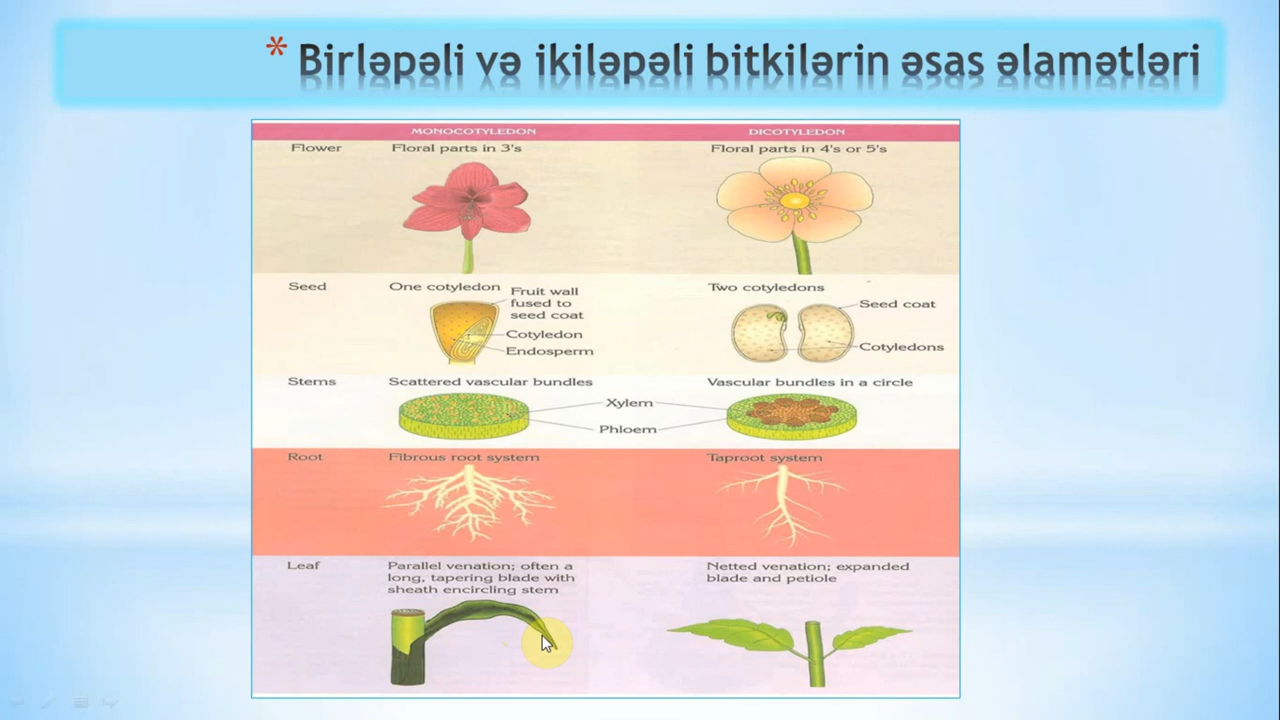 * Birləpəli və ikiləpəli bitkilərin əsas əlamətləri
MONOCOTYLEDON DICOTYLEDON
Flower Floral parts in 3's Floral parts in 4's or 5's
Seed One cotyledon Two cotyledons
Fruit wall
fused to
seed coat
Cotyledon
Endosperm
Seed coat
Cotyledons
Stems Scattered vascular bundles Vascular bundles in a circle
Xylem
Phloem
Root Fibrous root system Taproot system
Leaf Parallel venation; often a
long, tapering blade with
sheath encircling stem
Netted venation; expanded
blade and petiole